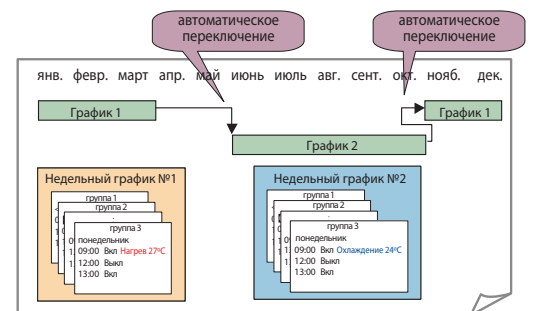 автоматическое
переключение
автоматическое
переключение
янв. февр. март апр. май июнь июль авг. сент. окт. нояб. дек.
График 1
График 1
График 2
Недельный график №1
группа 1
группа 2
группа 3
понедельник
09:00 Вкл Нагрев 27ºC
12:00 Выкл
13:00 Вкл
Недельный график №2
группа 1
группа 2
группа 3
понедельник
09:00 Вкл Охлаждение 24ºC
12:00 Выкл
13:00 Вкл